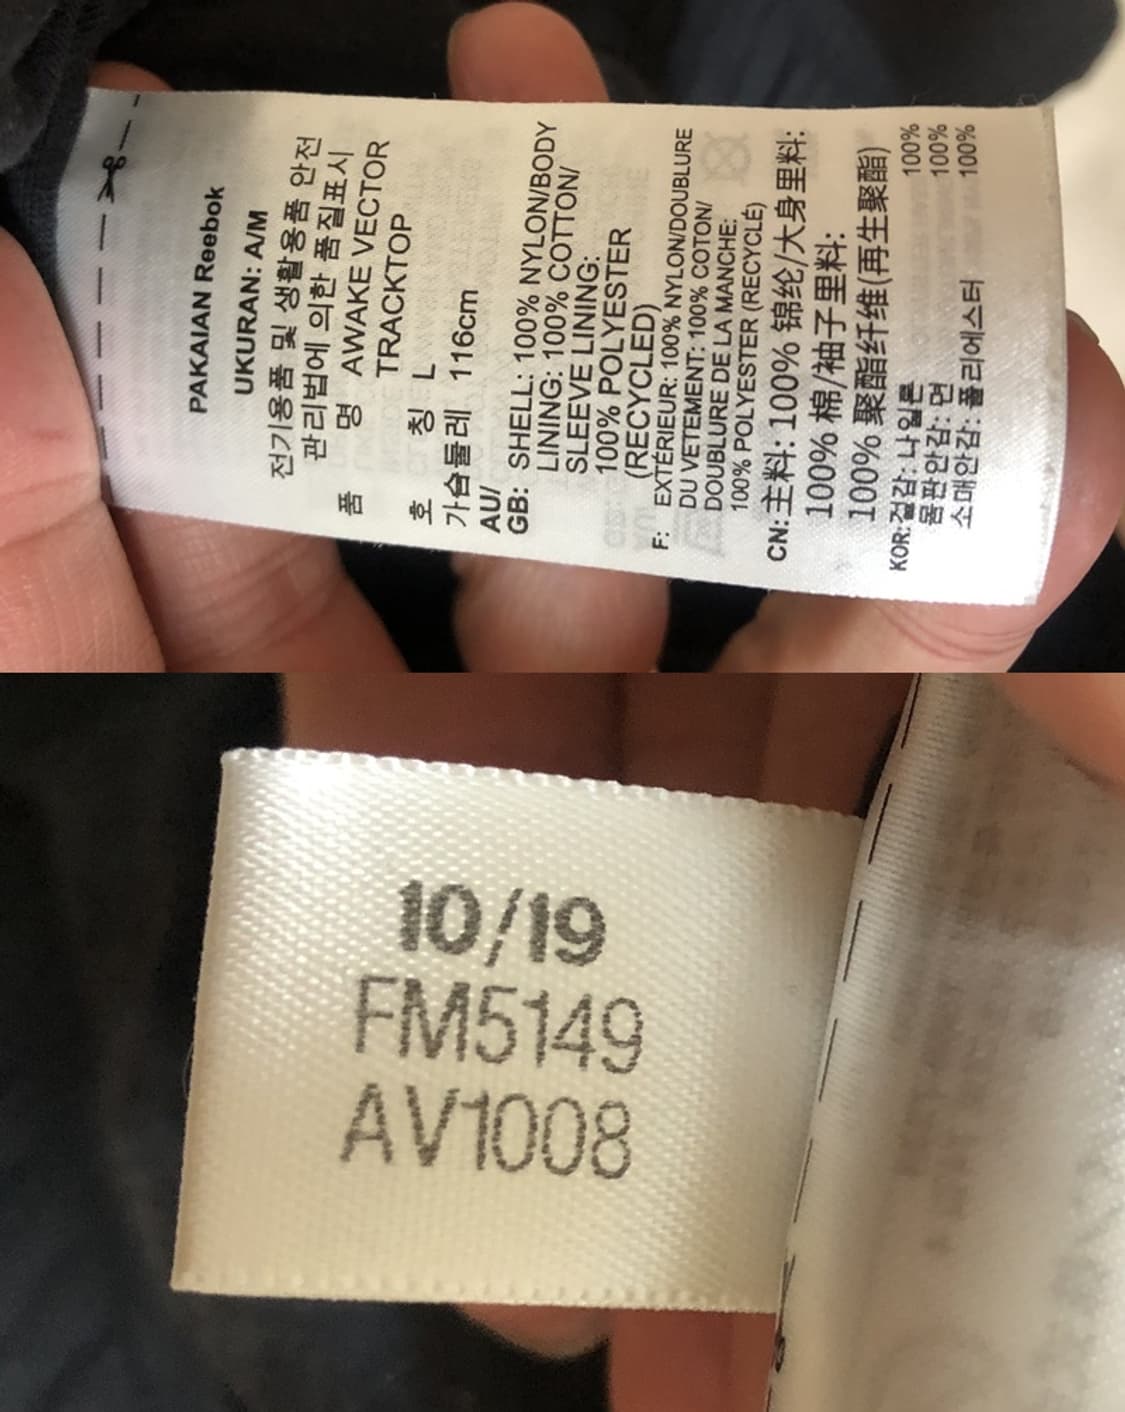 PAKAIAN Reebok
UKURAN: A/M
전기용품 및 생활용품 안전
관리법에 의한 품질표시
품 명 AWAKE VECTOR
TRACKTOP
호 칭 L
가슴둘레 116cm
AU/
GB: SHELL: 100% NYLON/BODY
LINING: 100% COTTON/
SLEEVE LINING:
100% POLYESTER
(RECYCLED)
F: EXTÉRIEUR: 100% NYLON/DOUBLURE
DU VETEMENT: 100% COTON/
DOUBLURE DE LA MANCHE:
100% POLYESTER (RECYCLÉ)
CN:主料: 100% 锦纶/大身里料:
100% 棉/袖子里料:
100% 聚酯纤维(再生聚酯)
KOR:겉감: 나일론 100%
몸판안감: 면 100%
소매안감: 폴리에스터 100%
10/19
FM5149
AV1008